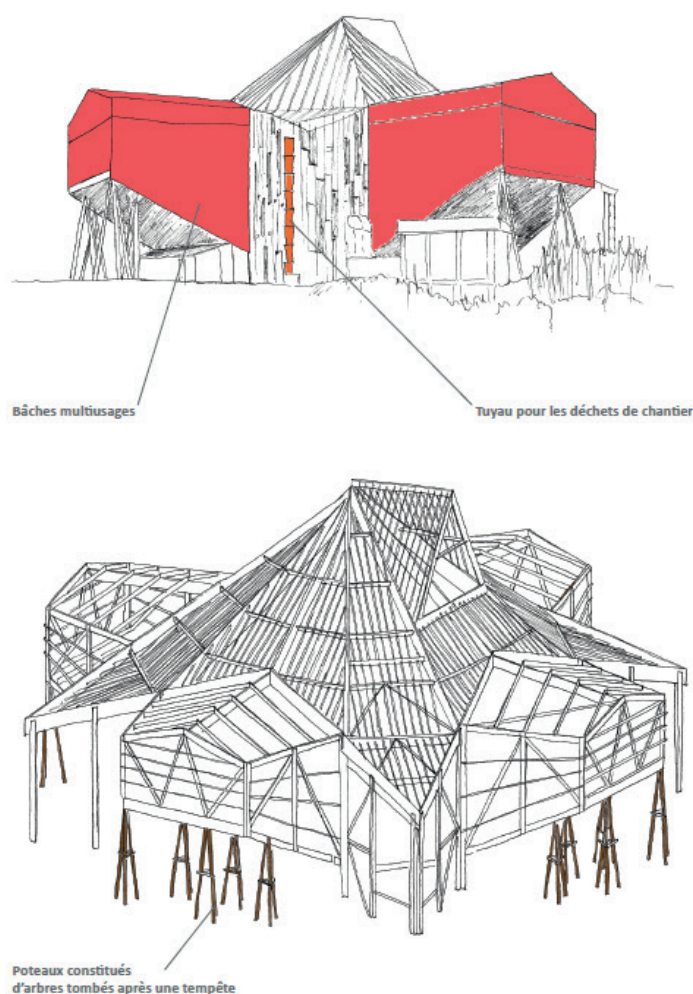 Bâches multiusages
Tuyau pour les déchets de chantier
Poteaux constitués
d'arbres tombés après une tempête